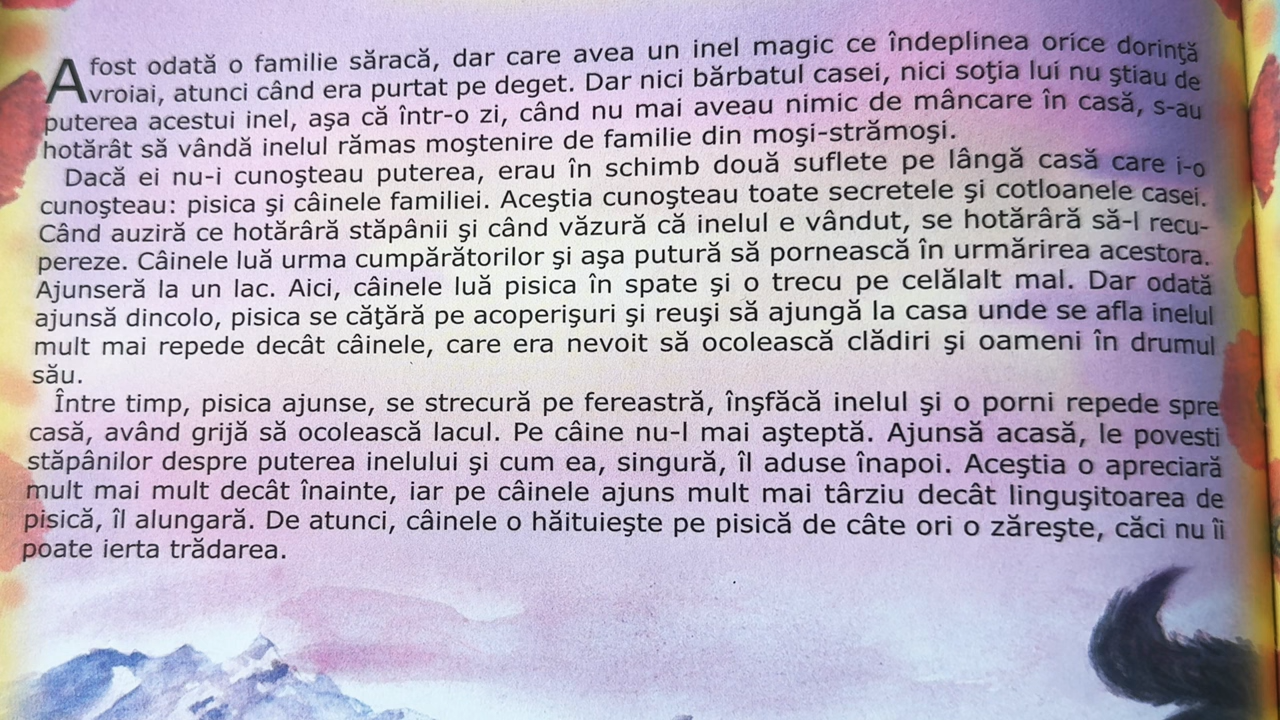 A fost odată o familie săracă, dar care avea un inel magic ce îndeplinea orice dorinţă
vroiai, atunci când era purtat pe deget. Dar nici bărbatul casei, nici soţia lui nu ştiau de
puterea acestui inel, aşa că într-o zi, când nu mai aveau nimic de mâncare în casă, s-au
hotărât să vândă inelul rămas moştenire de familie din moşi-strămoşi.
Dacă ei nu-i cunoşteau puterea, erau în schimb două suflete pe lângă casă care i-o
cunoşteau: pisica şi câinele familiei. Aceştia cunoşteau toate secretele şi cotloanele casei.
Când auziră ce hotărâră stăpânii şi când văzură că inelul e vândut, se hotărâră să-l recu-
pereze. Câinele luă urma cumpărătorilor şi aşa putură să pornească în urmărirea acestora.
Ajunseră la un lac. Aici, câinele luă pisica în spate şi o trecu pe celălalt mal. Dar odată
ajunsă dincolo, pisica se căţără pe acoperişuri şi reuşi să ajungă la casa unde se afla inelul
mult mai repede decât câinele, care era nevoit să ocolească clădiri şi oameni în drumul
său.
Între timp, pisica ajunse, se strecură pe fereastră, înşfăcă inelul şi o porni repede spre
casă, având grijă să ocolească lacul. Pe câine nu-l mai aşteptă. Ajunsă acasă, le povesti
stăpânilor despre puterea inelului şi cum ea, singură, îl aduse înapoi. Aceştia o apreciară
mult mai mult decât înainte, iar pe câinele ajuns mult mai târziu decât linguşitoarea de
pisică, îl alungară. De atunci, câinele o hăituieşte pe pisică de câte ori o zăreşte, căci nu îi
poate ierta trădarea.